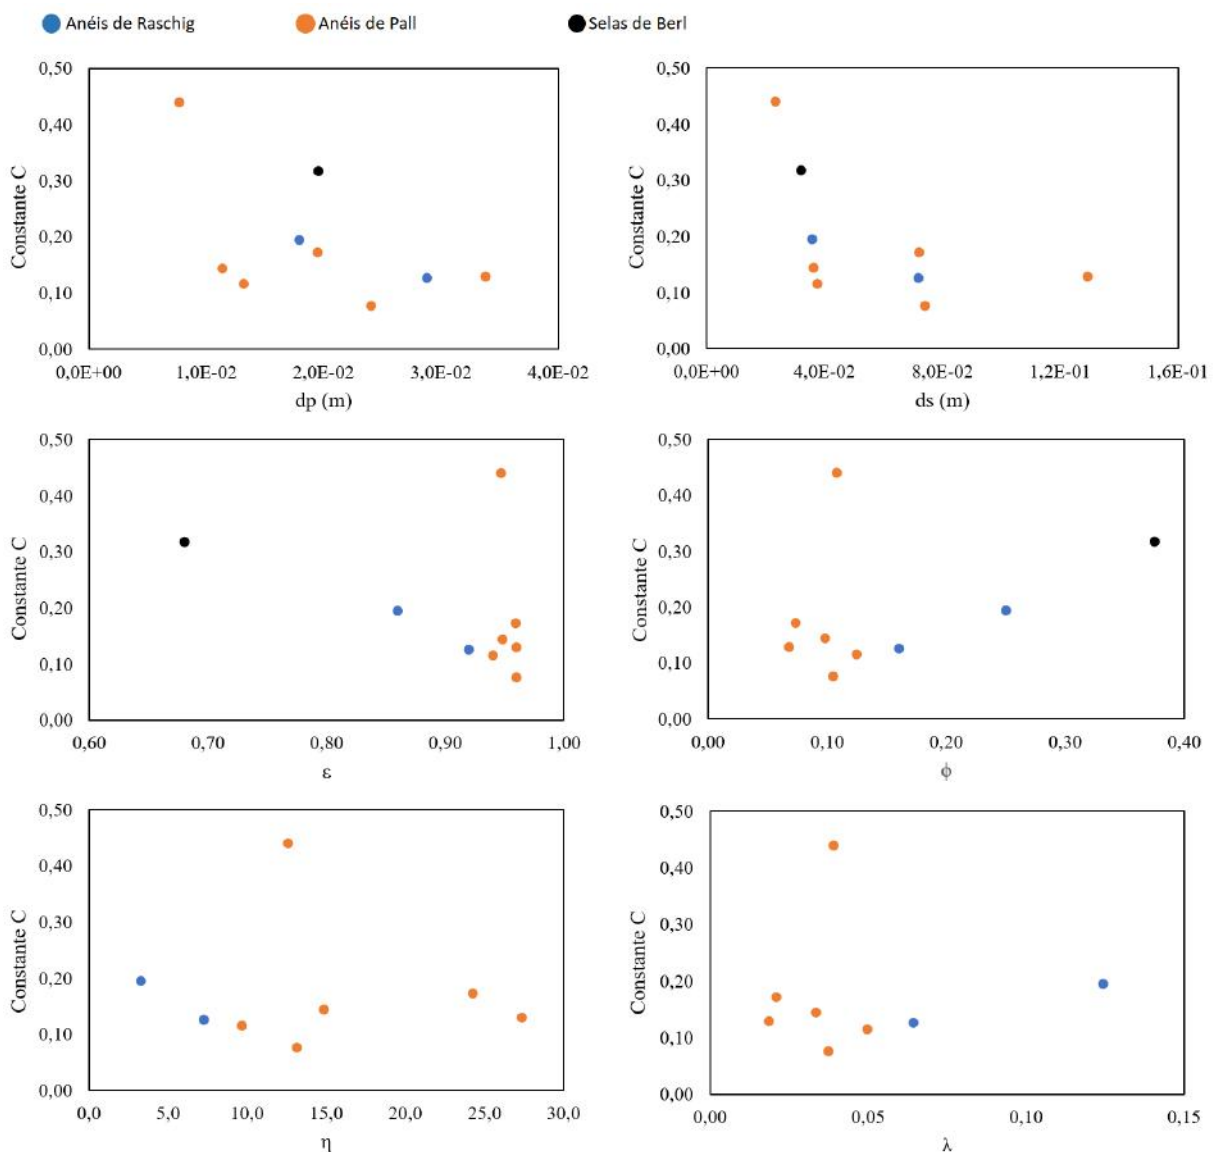 Anéis de Raschig Anéis de Pall Selas de Berl
0,50
0,40
0,30
0,20
0,10
0,00
Constante C
0,0E+00 1,0E-02 2,0E-02 3,0E-02 4,0E-02
dp (m)
0,50
0,40
0,30
0,20
0,10
0,00
Constante C
0,0E+00 4,0E-02 8,0E-02 1,2E-01 1,6E-01
ds (m)
0,50
0,40
0,30
0,20
0,10
0,00
Constante C
0,60 0,70 0,80 0,90 1,00
ε
0,50
0,40
0,30
0,20
0,10
0,00
Constante C
0,00 0,10 0,20 0,30 0,40
ϕ
0,50
0,40
0,30
0,20
0,10
0,00
Constante C
0,0 5,0 10,0 15,0 20,0 25,0 30,0
η
0,50
0,40
0,30
0,20
0,10
0,00
Constante C
0,00 0,05 0,10 0,15
λ